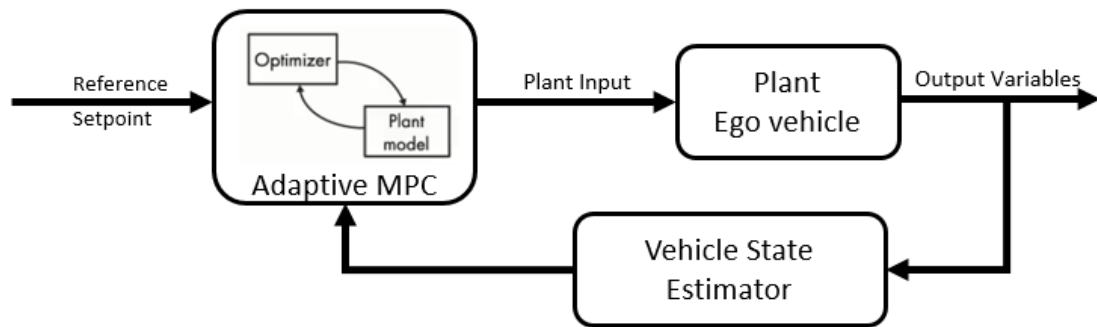 Reference
Setpoint
Optimizer
Plant
model
Adaptive MPC
Plant Input
Plant
Ego vehicle
Output Variables
Vehicle State
Estimator